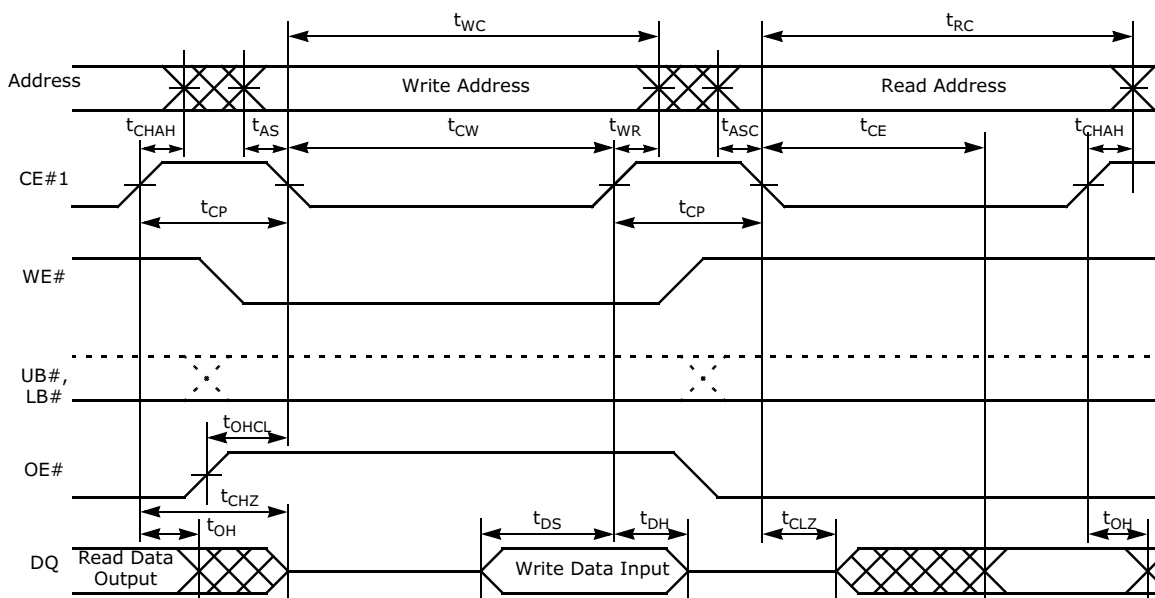 tWC
tRC
Address
Write Address
Read Address
tCHAH
tAS
tCW
tWR
tASC
tCE
tCHAH
CE#1
tCP
tCP
WE#
UB#,
LB#
tOHCL
OE#
tCHZ
tOH
tDS
tDH
tCLZ
tOH
DQ
Read Data
Output
Write Data Input